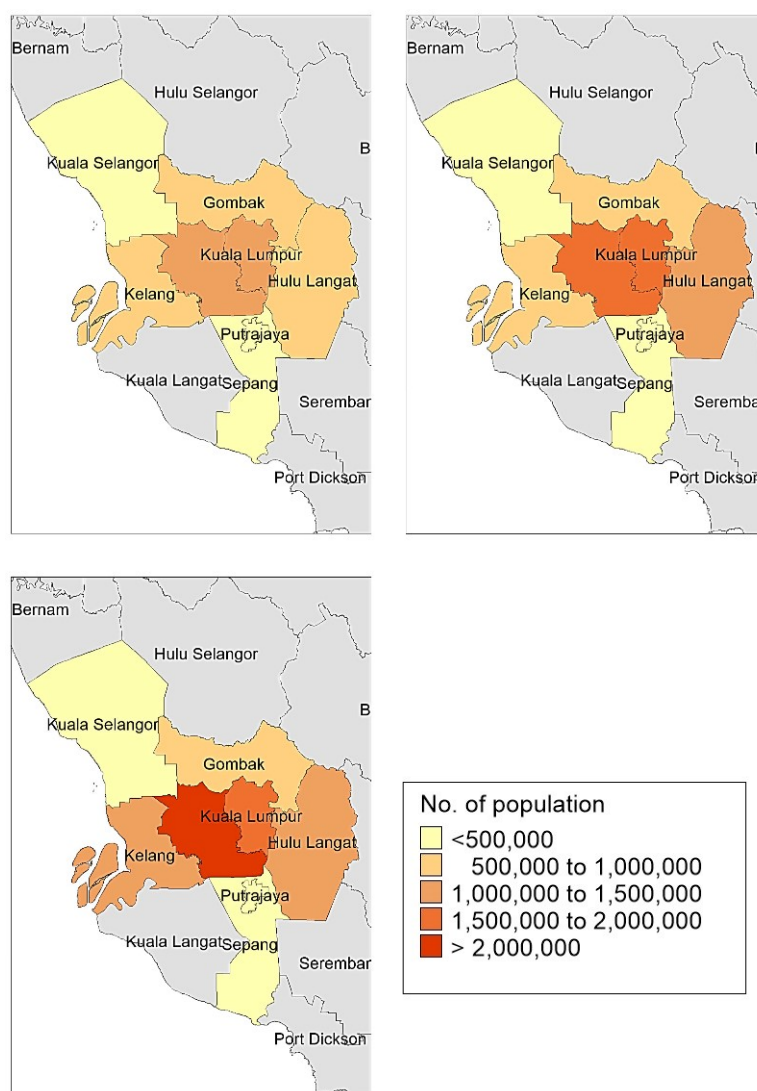 Bernam
Hulu Selangor
B
Kuala Selangor
Gombak
Kuala Lumpur
Hulu Langat
Kelang
Putrajaya
Kuala Langat
Sepang
Seremban
Port Dickson
Bernam
Hulu Selangor
B
Kuala Selangor
Gombak
Kuala Lumpur
Hulu Langat
Kelang
Putrajaya
Kuala Langat
Sepang
Seremban
Port Dickson
Bernam
Hulu Selangor
B
Kuala Selangor
Gombak
Kuala Lumpur
Hulu Langat
Kelang
Putrajaya
Kuala Langat
Sepang
Seremban
Port Dickson
No. of population
<500,000
500,000 to 1,000,000
1,000,000 to 1,500,000
1,500,000 to 2,000,000
> 2,000,000